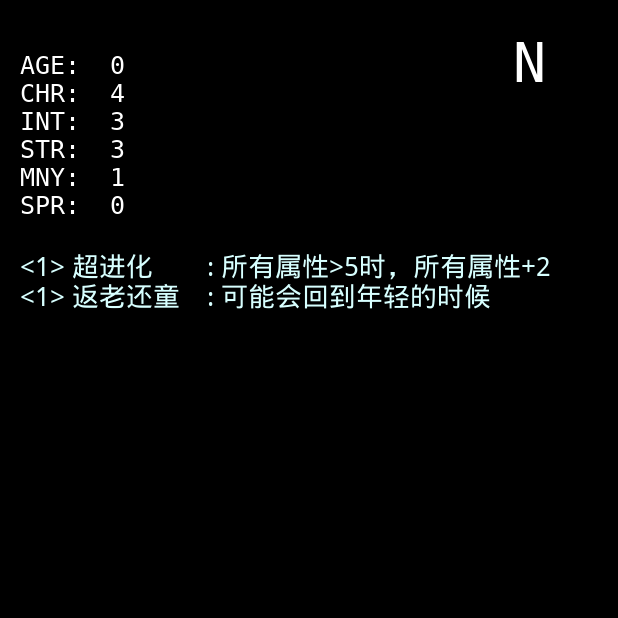 N
AGE: 0
CHR: 4
INT: 3
STR: 3
MNY: 1
SPR: 0
<1> 超进化 :所有属性>5时，所有属性+2
<1> 返老还童 :可能会回到年轻的时候